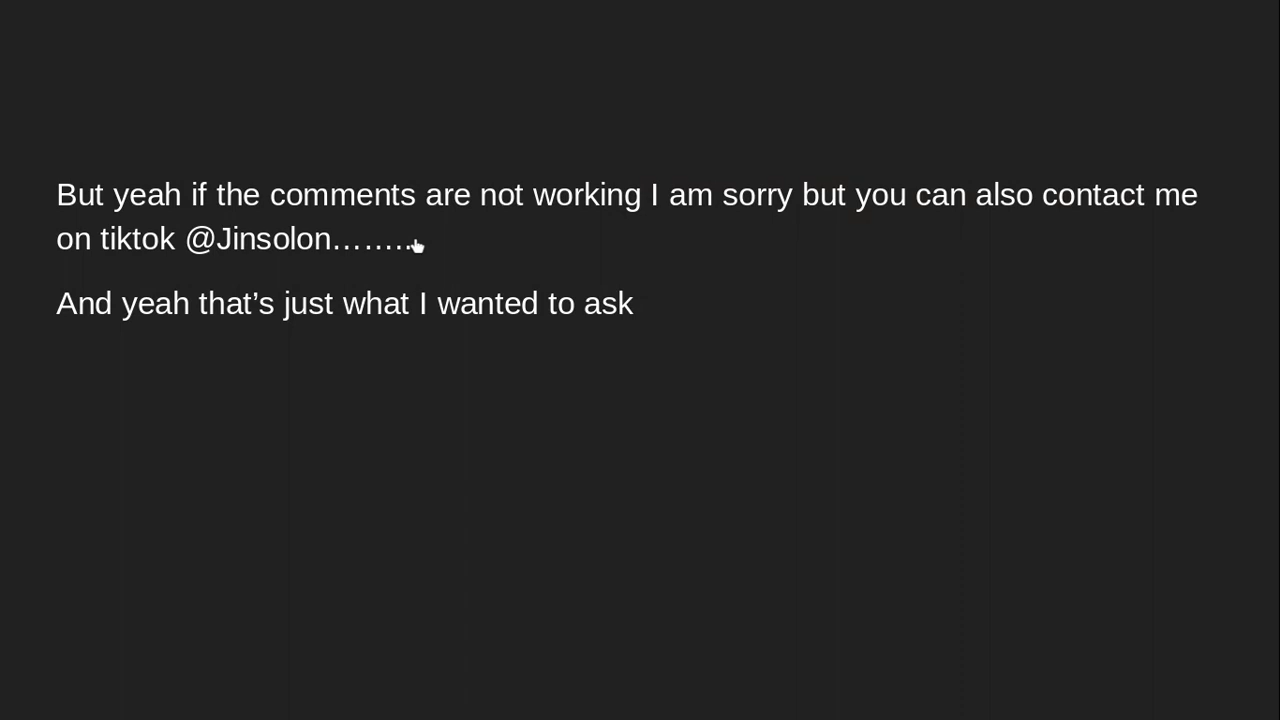 But yeah if the comments are not working I am sorry but you can also contact me
on tiktok @Jinsolon……..
And yeah that’s just what I wanted to ask